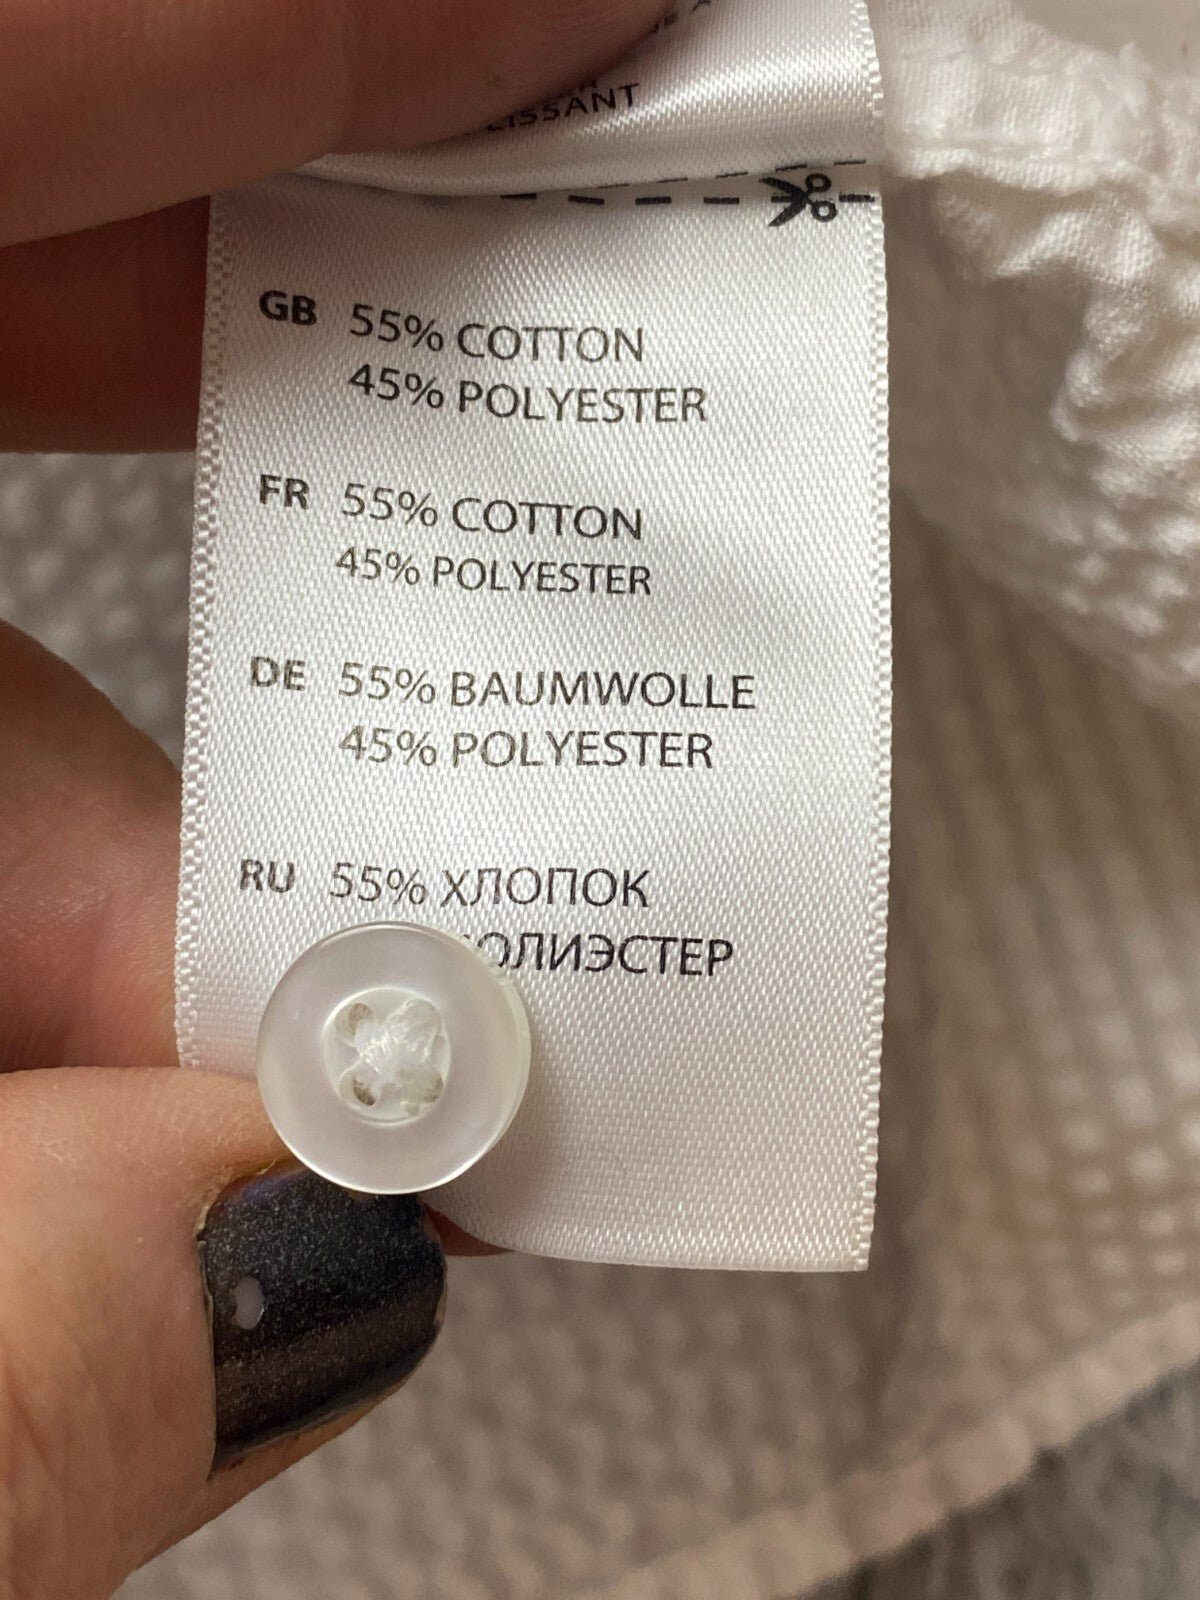 LISSANT
GB 55% COTTON
45% POLYESTER
FR 55% COTTON
45% POLYESTER
DE 55% BAUMWOLLE
45% POLYESTER
RU 55% ХЛОПОК
ОЛИЭСТЕР